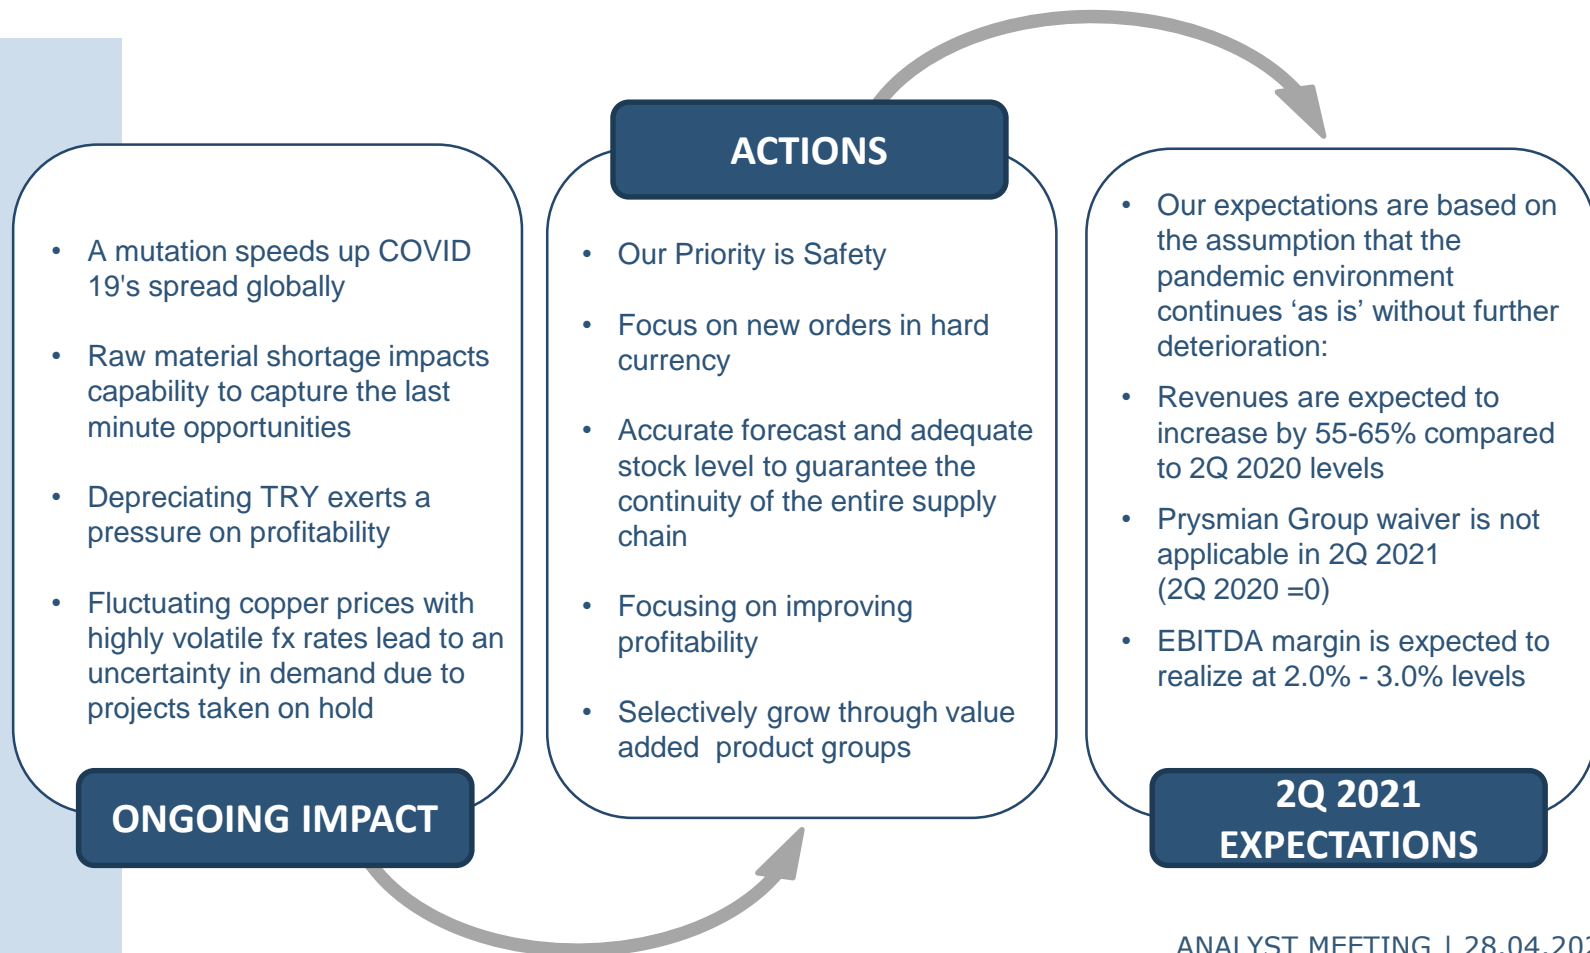 • A mutation speeds up COVID
19's spread globally
• Raw material shortage impacts
capability to capture the last
minute opportunities
• Depreciating TRY exerts a
pressure on profitability
• Fluctuating copper prices with
highly volatile fx rates lead to an
uncertainty in demand due to
projects taken on hold
ONGOING IMPACT
ACTIONS
• Our Priority is Safety
• Focus on new orders in hard
currency
• Accurate forecast and adequate
stock level to guarantee the
continuity of the entire supply
chain
• Focusing on improving
profitability
• Selectively grow through value
added  product groups
• Our expectations are based on
the assumption that the
pandemic environment
continues ‘as is’ without further
deterioration:
• Revenues are expected to
increase by 55-65% compared
to 2Q 2020 levels
• Prysmian Group waiver is not
applicable in 2Q 2021
(2Q 2020 =0)
• EBITDA margin is expected to
realize at 2.0% - 3.0% levels
2Q 2021
EXPECTATIONS
ANALYST MEETING | 28.04.202